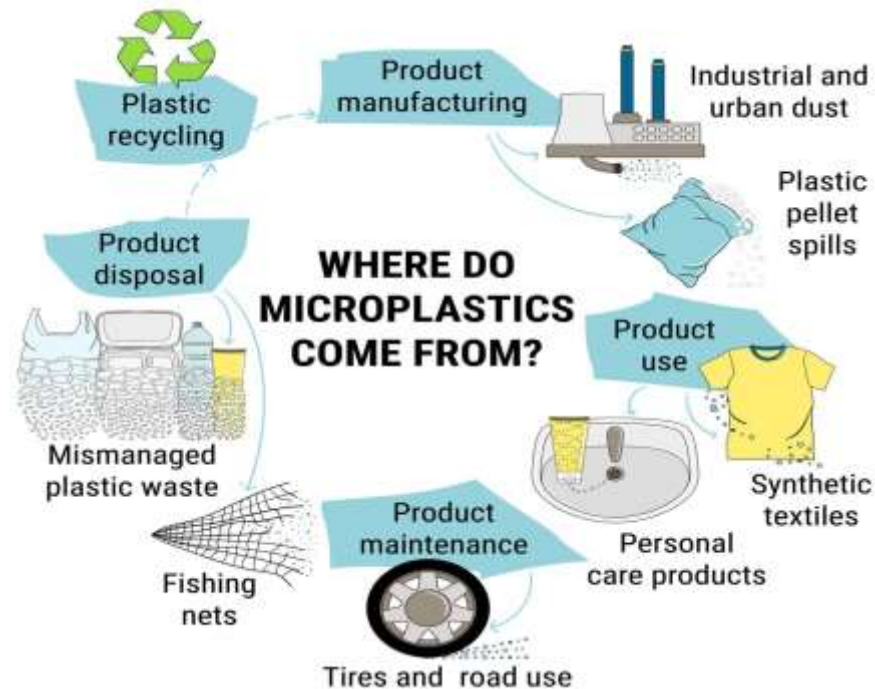 WHERE DO
MICROPLASTICS
COME FROM?
Plastic
recycling
Product
manufacturing
Industrial and
urban dust
Plastic
pellet
spills
Product
use
Synthetic
textiles
Personal
care products
Product
maintenance
Tires and road use
Product
disposal
Mismanaged
plastic waste
Fishing
nets